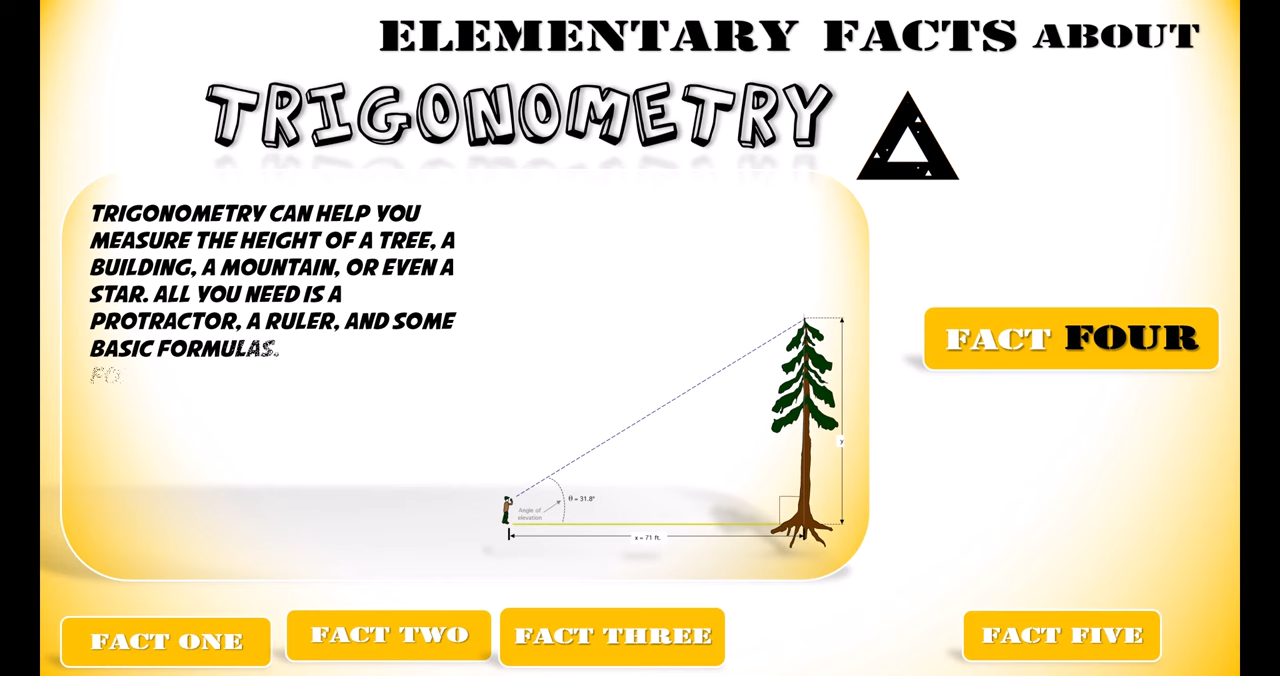 ELEMENTARY FACTS ABOUT
TRIGONOMETRY
TRIGONOMETRY CAN HELP YOU
MEASURE THE HEIGHT OF A TREE, A
BUILDING, A MOUNTAIN, OR EVEN A
STAR. ALL YOU NEED IS A
PROTRACTOR, A RULER, AND SOME
BASIC FORMULAS.
FO
y
θ = 31.8°
Angle of
elevation
x = 71 ft.
FACT FOUR
FACT ONE
FACT TWO
FACT THREE
FACT FIVE